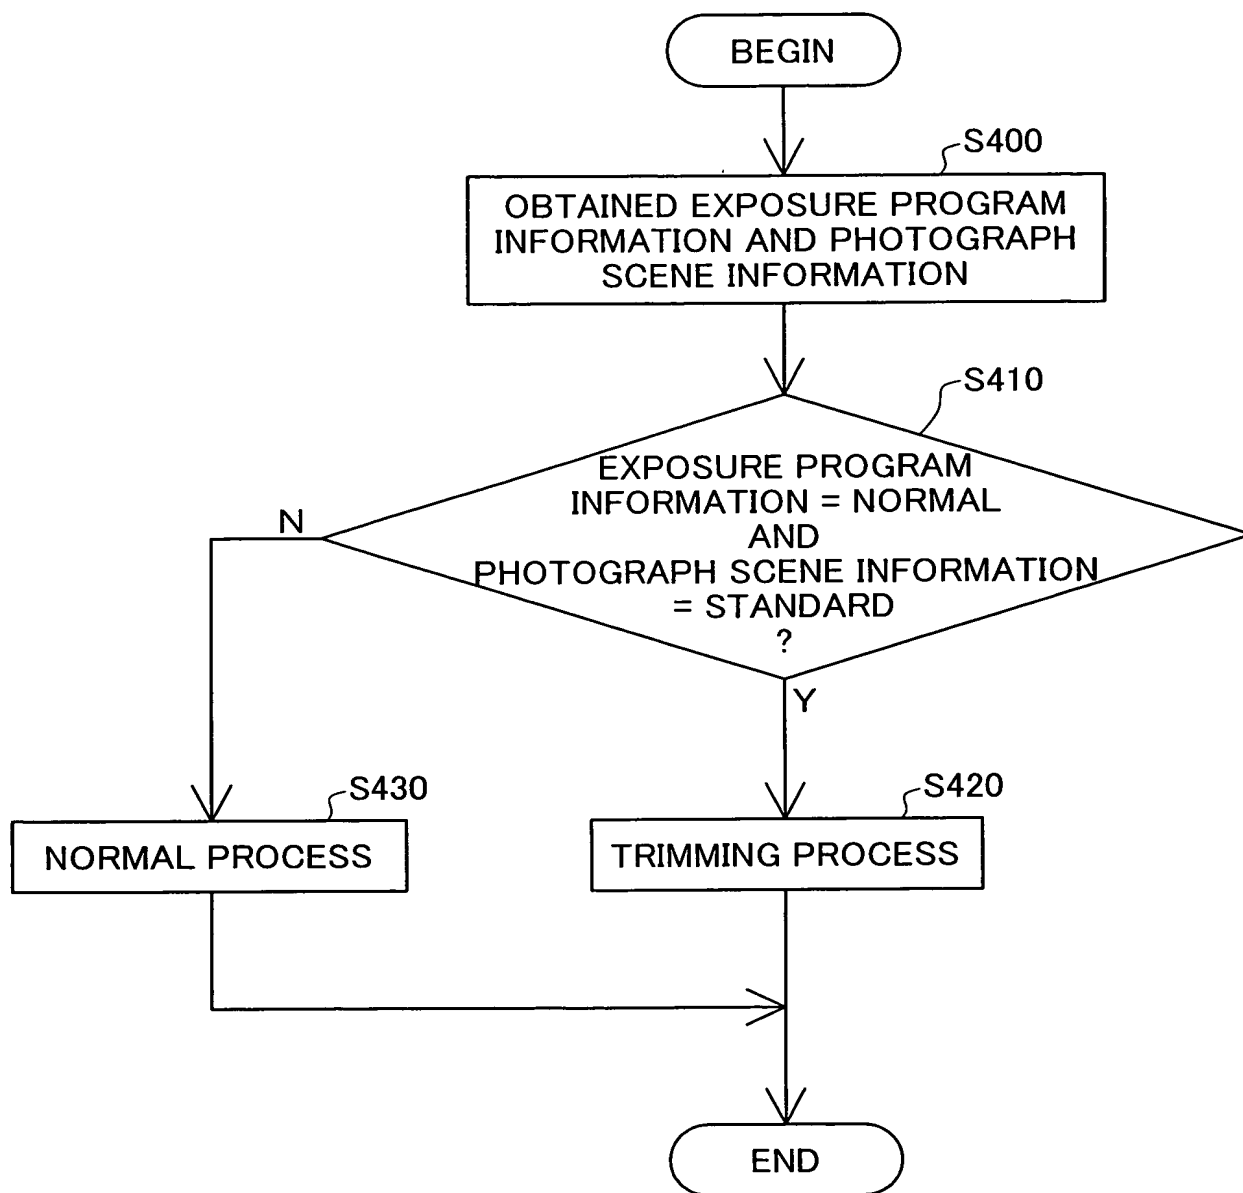 BEGIN
S400
OBTAINED EXPOSURE PROGRAM
INFORMATION AND PHOTOGRAPH
SCENE INFORMATION
S410
EXPOSURE PROGRAM
INFORMATION = NORMAL
AND
PHOTOGRAPH SCENE INFORMATION
= STANDARD
?
N
Y
S430
NORMAL PROCESS
S420
TRIMMING PROCESS
END